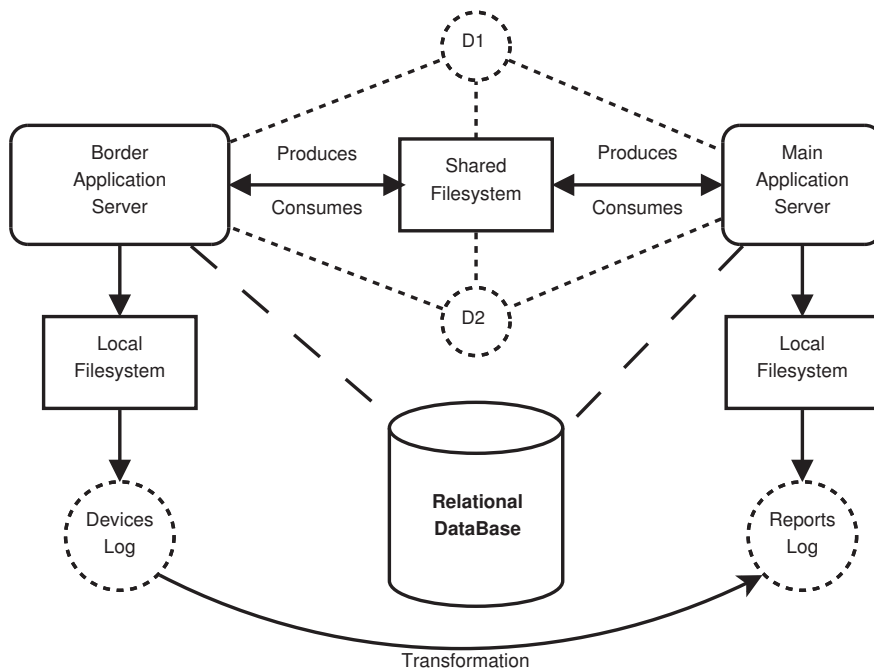 D1
Border
Application
Server
Produces
Consumes
Shared
Filesystem
Produces
Consumes
Main
Application
Server
D2
Local
Filesystem
Local
Filesystem
Relational
DataBase
Devices
Log
Reports
Log
Transformation